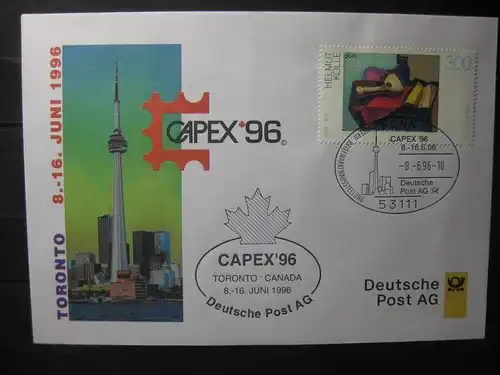 TORONTO 8.-16. JUNI 1996
CAPEX'96
©
HELMUT
KOLLE
300
CAPEX '96
8.-16.6.96
-8.-6.96-18
Deutsche
Post AG
53111
CAPEX'96
TORONTO · CANADA
8.-16. JUNI 1996
Deutsche Post AG
Deutsche
Post AG